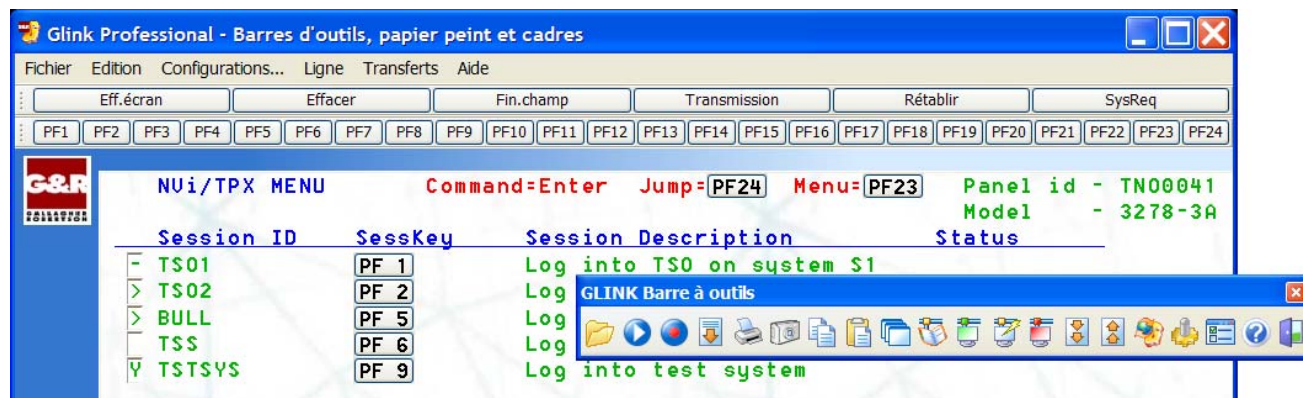 Glink Professional - Barres d'outils, papier peint et cadres
Fichier Edition Configurations... Ligne Transferts Aide
Eff.écran Effacer Fin.champ Transmission Rétablir SysReq
PF1 PF2 PF3 PF4 PF5 PF6 PF7 PF8 PF9 PF10 PF11 PF12 PF13 PF14 PF15 PF16 PF17 PF18 PF19 PF20 PF21 PF22 PF23 PF24
G&R
GALLAGHER
ROBERTSON
NVi/TPX MENU Command=Enter Jump=PF24 Menu=PF23 Panel id - TNO0041
Model - 3278-3A
Session ID SessKey Session Description Status
- TSO1 PF 1 Log into TSO on system S1
> TSO2 PF 2 Log
GLINK Barre à outils
> BULL PF 5 Log
TSS PF 6 Log
Y TSTSYS PF 9 Log into test system